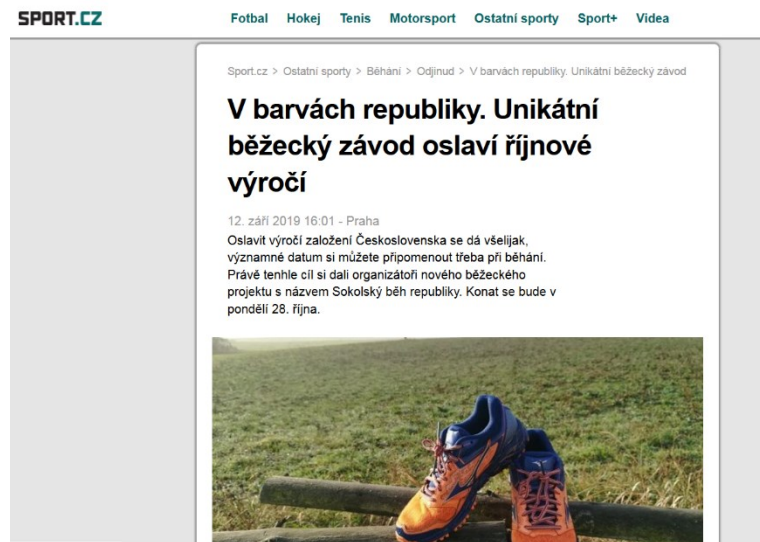 SPORT.CZ
Fotbal Hokej Tenis Motorsport Ostatní sporty Sport+ Videa
Sport.cz > Ostatní sporty > Běhání > Odjinud > V barvách republiky. Unikátní běžecký závod
V barvách republiky. Unikátní
běžecký závod oslaví říjnové
výročí
12. září 2019 16:01 - Praha
Oslavit výročí založení Československa se dá všelijak,
významné datum si můžete připomenout třeba při běhání.
Právě tenhle cíl si dali organizátoři nového běžeckého
projektu s názvem Sokolský běh republiky. Konat se bude v
pondělí 28. října.